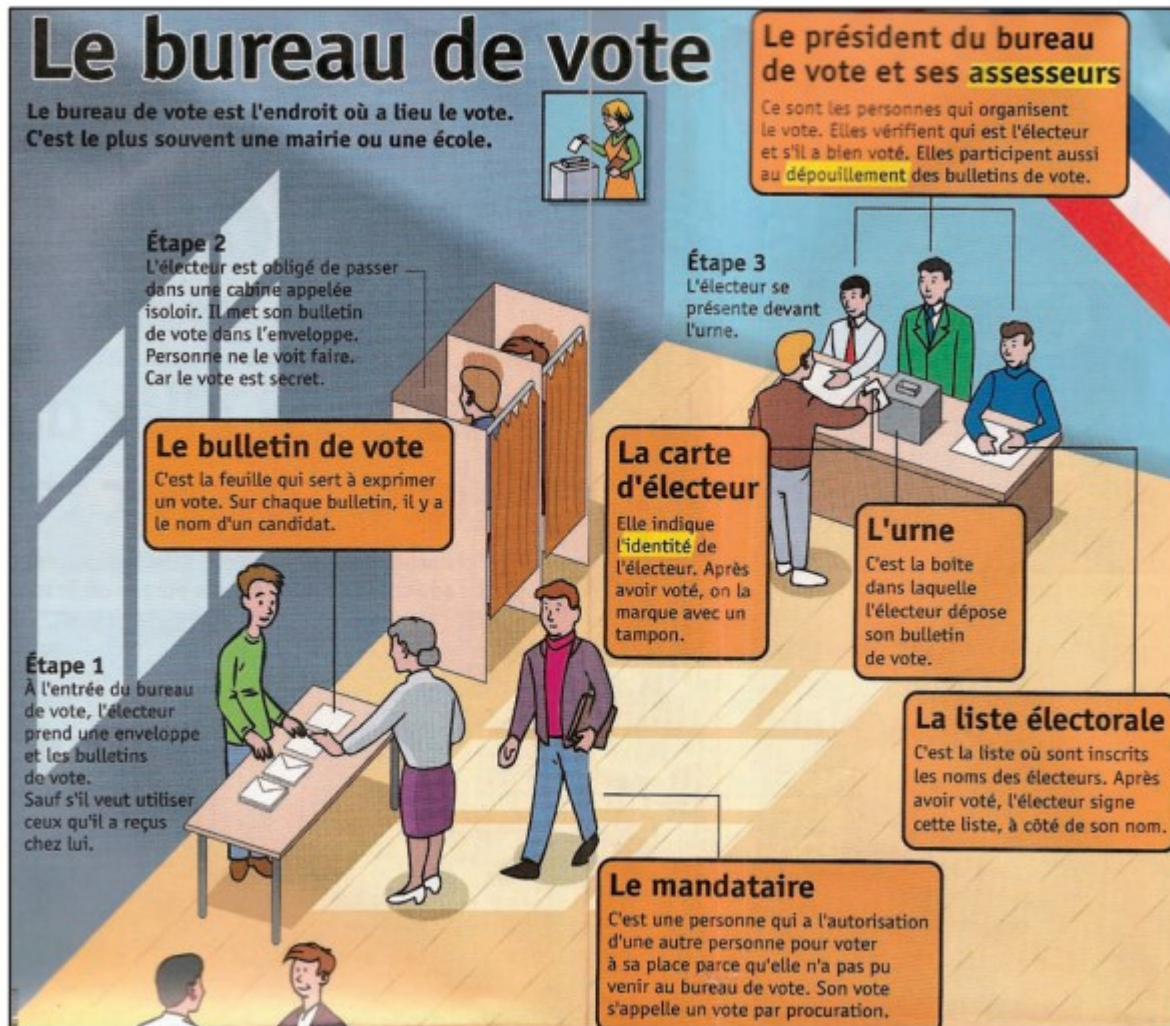 Le bureau de vote
Le bureau de vote est l'endroit où a lieu le vote.
C'est le plus souvent une mairie ou une école.
Le président du bureau
de vote et ses assesseurs
Ce sont les personnes qui organisent
le vote. Elles vérifient qui est l'électeur
et s'il a bien voté. Elles participent aussi
au dépouillement des bulletins de vote.
Étape 2
L'électeur est obligé de passer
dans une cabine appelée
isoloir. Il met son bulletin
de vote dans l'enveloppe.
Personne ne le voit faire.
Car le vote est secret.
Étape 3
L'électeur se
présente devant
l'urne.
Le bulletin de vote
C'est la feuille qui sert à exprimer
un vote. Sur chaque bulletin, il y a
le nom d'un candidat.
La carte
d'électeur
Elle indique
l'identité de
l'électeur. Après
avoir voté, on la
marque avec un
tampon.
L'urne
C'est la boîte
dans laquelle
l'électeur dépose
son bulletin
de vote.
Étape 1
À l'entrée du bureau
de vote, l'électeur
prend une enveloppe
et les bulletins
de vote.
Sauf s'il veut utiliser
ceux qu'il a reçus
chez lui.
La liste électorale
C'est la liste où sont inscrits
les noms des électeurs. Après
avoir voté, l'électeur signe
cette liste, à côté de son nom.
Le mandataire
C'est une personne qui a l'autorisation
d'une autre personne pour voter
à sa place parce qu'elle n'a pas pu
venir au bureau de vote. Son vote
s'appelle un vote par procuration.